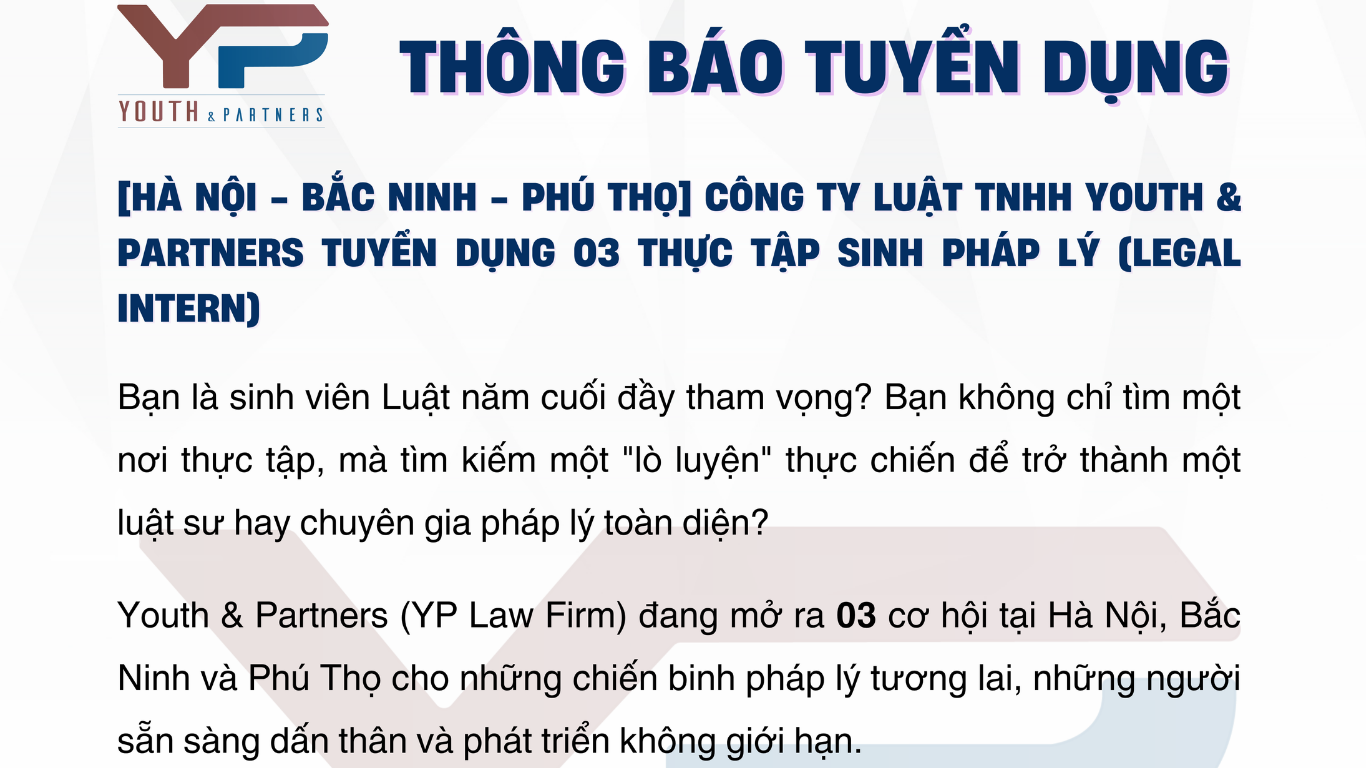 YP
YOUTH & PARTNERS
THÔNG BÁO TUYỂN DỤNG
[HÀ NỘI – BẮC NINH – PHÚ THỌ] CÔNG TY LUẬT TNHH YOUTH &
PARTNERS TUYỂN DỤNG 03 THỰC TẬP SINH PHÁP LÝ (LEGAL
INTERN)
Bạn là sinh viên Luật năm cuối đầy tham vọng? Bạn không chỉ tìm một
nơi thực tập, mà tìm kiếm một "lò luyện" thực chiến để trở thành một
luật sư hay chuyên gia pháp lý toàn diện?
Youth & Partners (YP Law Firm) đang mở ra 03 cơ hội tại Hà Nội, Bắc
Ninh và Phú Thọ cho những chiến binh pháp lý tương lai, những người
sẵn sàng dấn thân và phát triển không giới hạn.